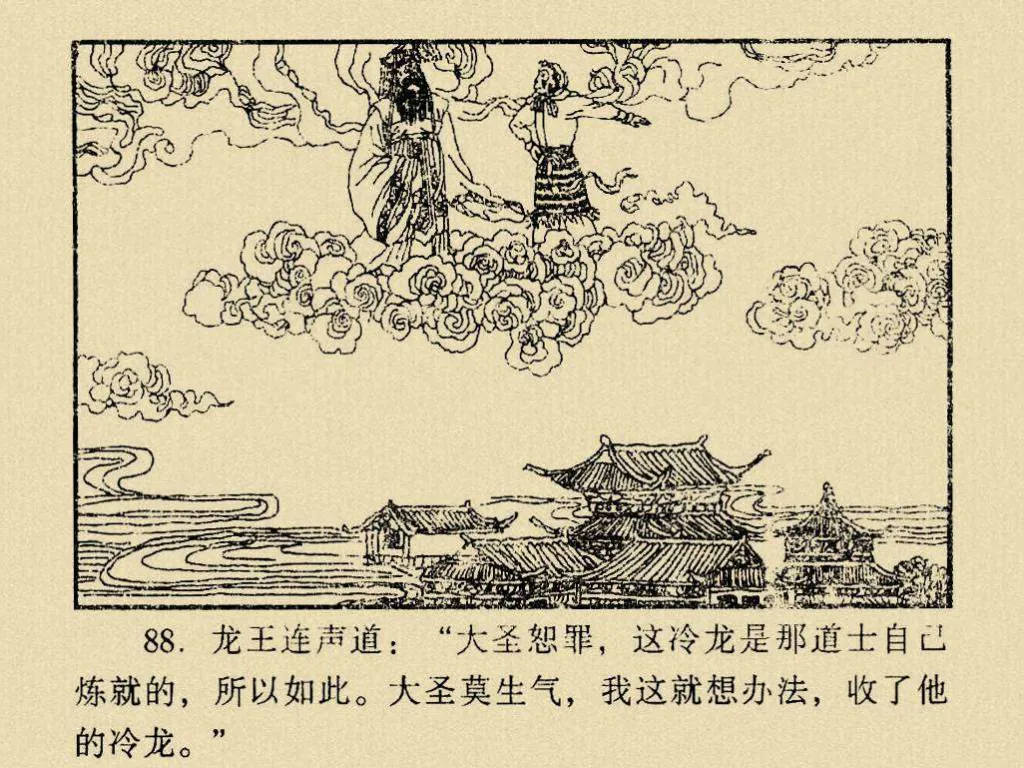 88. 龙王连声道：“大圣恕罪，这冷龙是那道士自己
炼就的，所以如此。大圣莫生气，我这就想办法，收了他
的冷龙。”